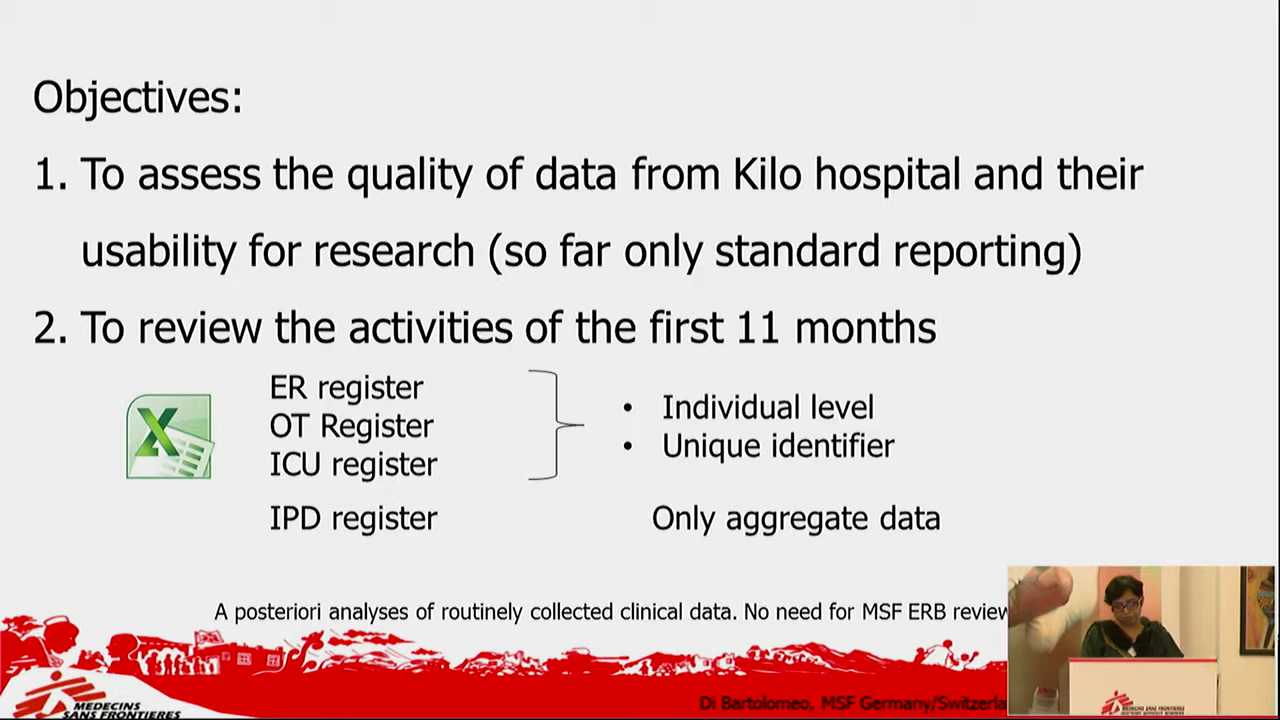 Objectives:
1. To assess the quality of data from Kilo hospital and their
usability for research (so far only standard reporting)
2. To review the activities of the first 11 months
ER register
OT Register
ICU register
• Individual level
• Unique identifier
IPD register
Only aggregate data
A posteriori analyses of routinely collected clinical data. No need for MSF ERB review
Di Bartolomeo, MSF Germany/Switzerla
MEDECINS
SANS FRONTIERES
MEDECINS SANS FRONTIERES